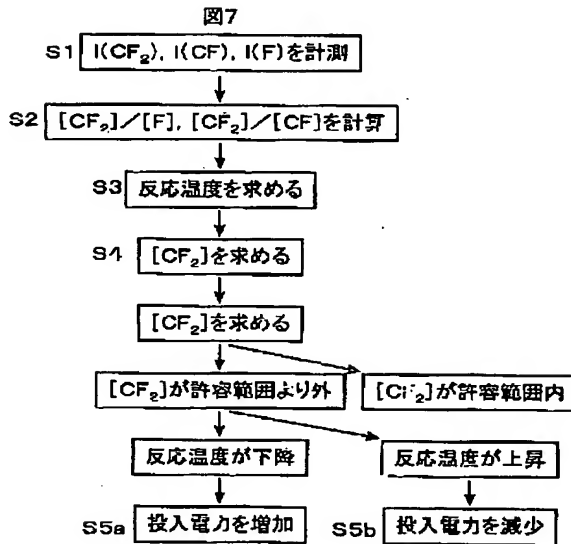 図7
S1 I(CF₂), I(CF), I(F)を計測
S2 [CF₂]/[F], [CF₂]/[CF]を計算
S3 反応温度を求める
S4 [CF₂]を求める
[CF₂]を求める
[CF₂]が許容範囲より外
[CF₂]が許容範囲内
反応温度が下降
反応温度が上昇
S5a 投入電力を増加
S5b 投入電力を減少